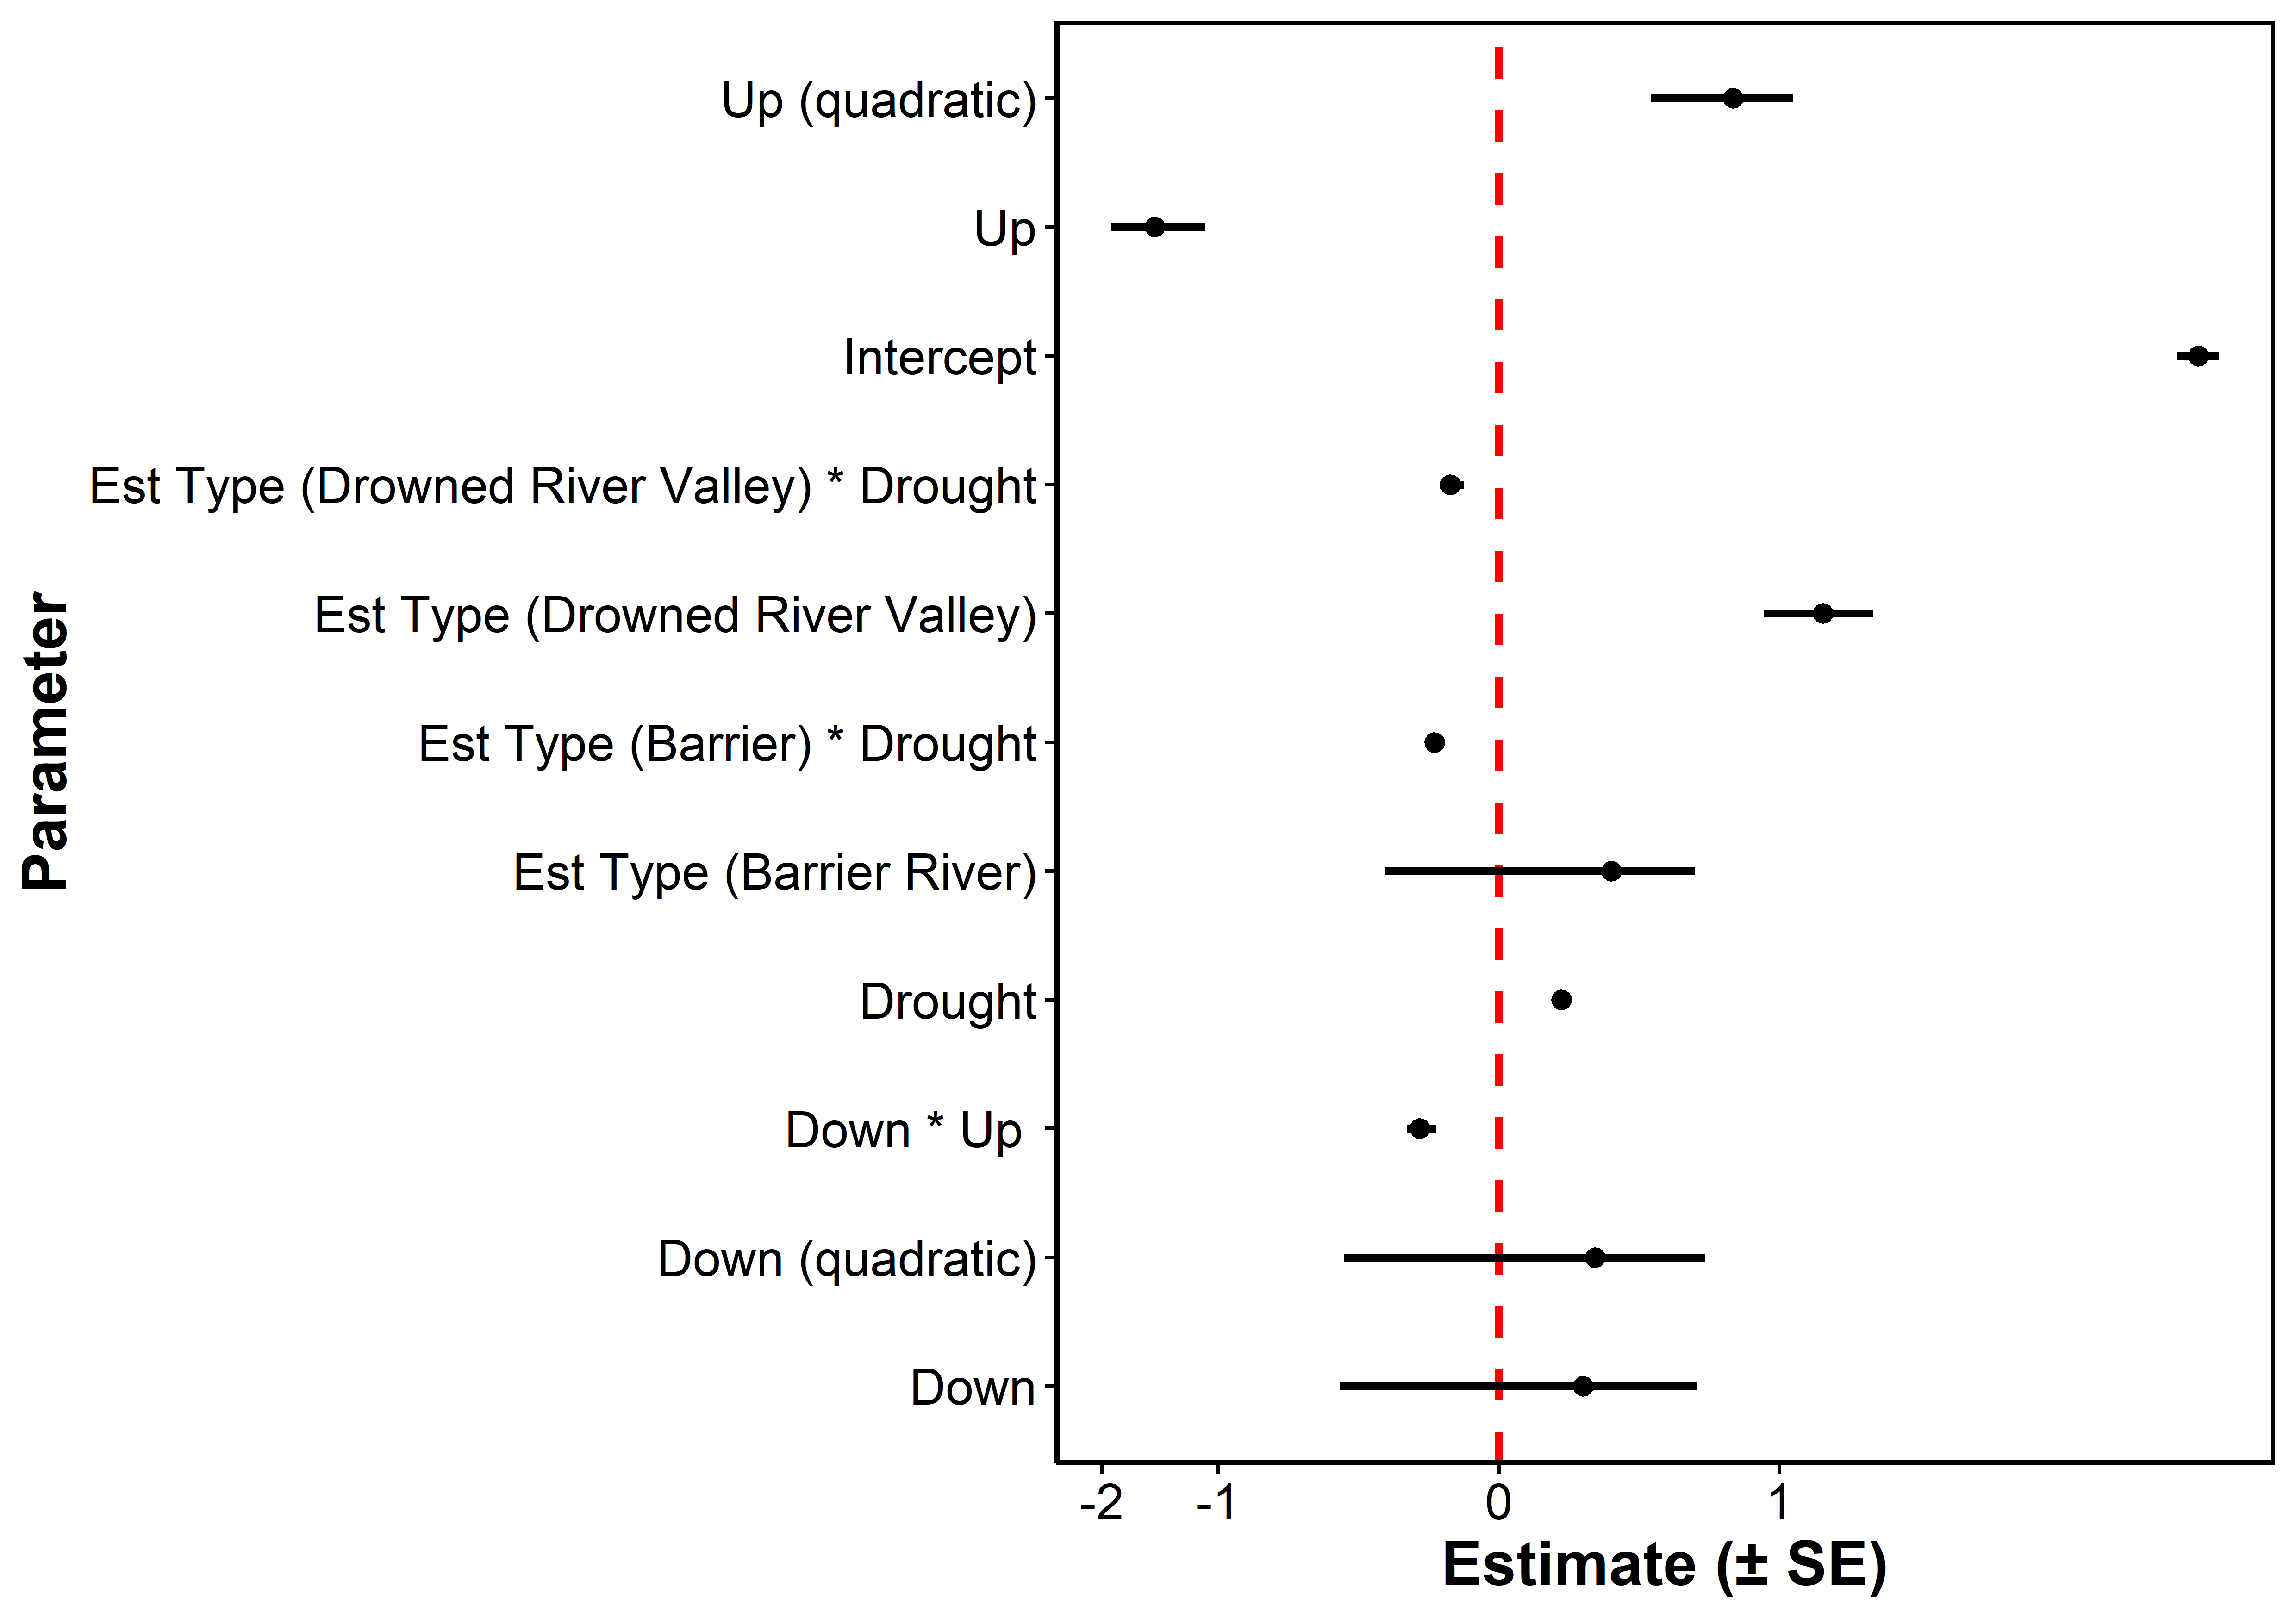 Up (quadratic)
Up
Intercept
Est Type (Drowned River Valley) * Drought
Est Type (Drowned River Valley)
Est Type (Barrier) * Drought
Est Type (Barrier River)
Drought
Down * Up
Down (quadratic)
Down
Parameter
-2 -1 0 1
Estimate (± SE)